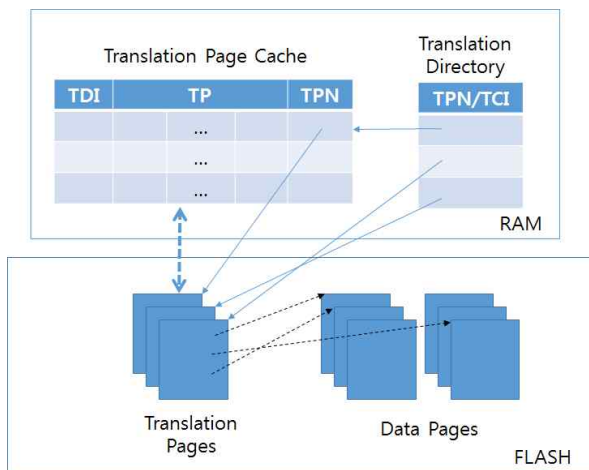 Translation Page Cache
Translation
Directory
TDI TP TPN
TPN/TCI
...
...
...
RAM
Translation
Pages
Data Pages
FLASH